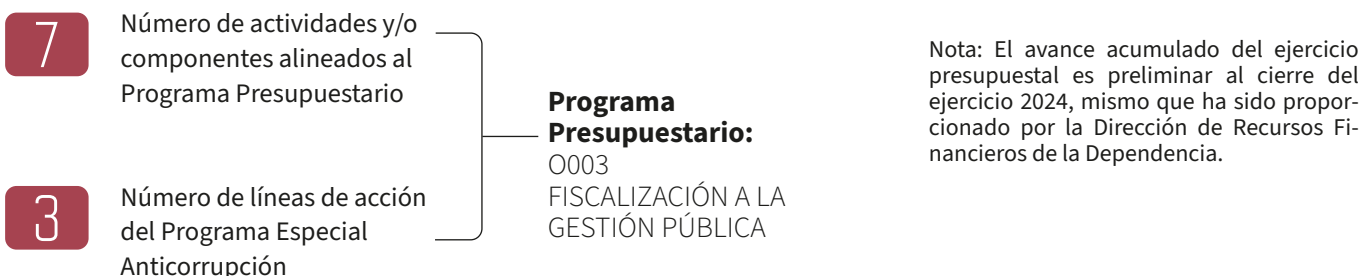 7
Número de actividades y/o
componentes alineados al
Programa Presupuestario
3
Número de líneas de acción
del Programa Especial
Anticorrupción
Programa
Presupuestario:
O003
FISCALIZACIÓN A LA
GESTIÓN PÚBLICA
Nota: El avance acumulado del ejercicio
presupuestal es preliminar al cierre del
ejercicio 2024, mismo que ha sido propor-
cionado por la Dirección de Recursos Fi-
nancieros de la Dependencia.